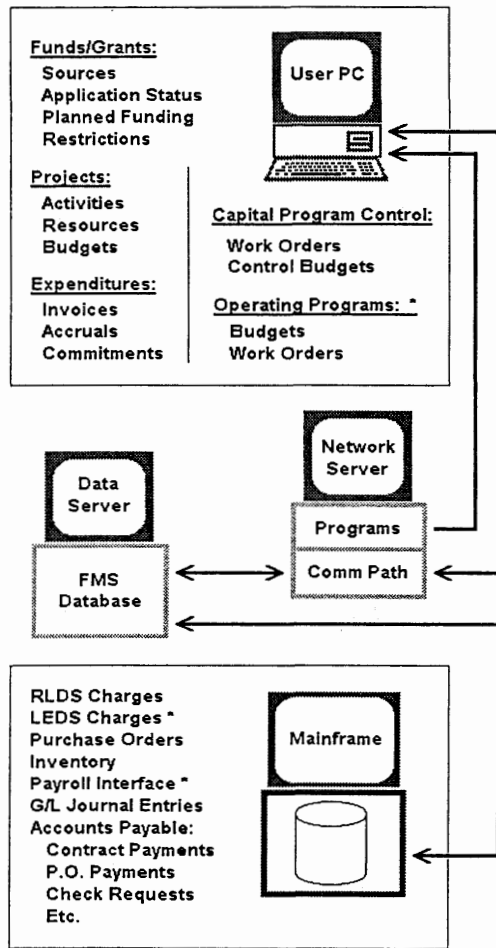 Funds/Grants:
Sources
Application Status
Planned Funding
Restrictions
Projects:
Activities
Resources
Budgets
Expenditures:
Invoices
Accruals
Commitments
User PC
Capital Program Control:
Work Orders
Control Budgets
Operating Programs: *
Budgets
Work Orders
Data
Server
FMS
Database
Network
Server
Programs
Comm Path
RLDS Charges
LEDS Charges *
Purchase Orders
Inventory
Payroll Interface *
G/L Journal Entries
Accounts Payable:
Contract Payments
P.O. Payments
Check Requests
Etc.
Mainframe